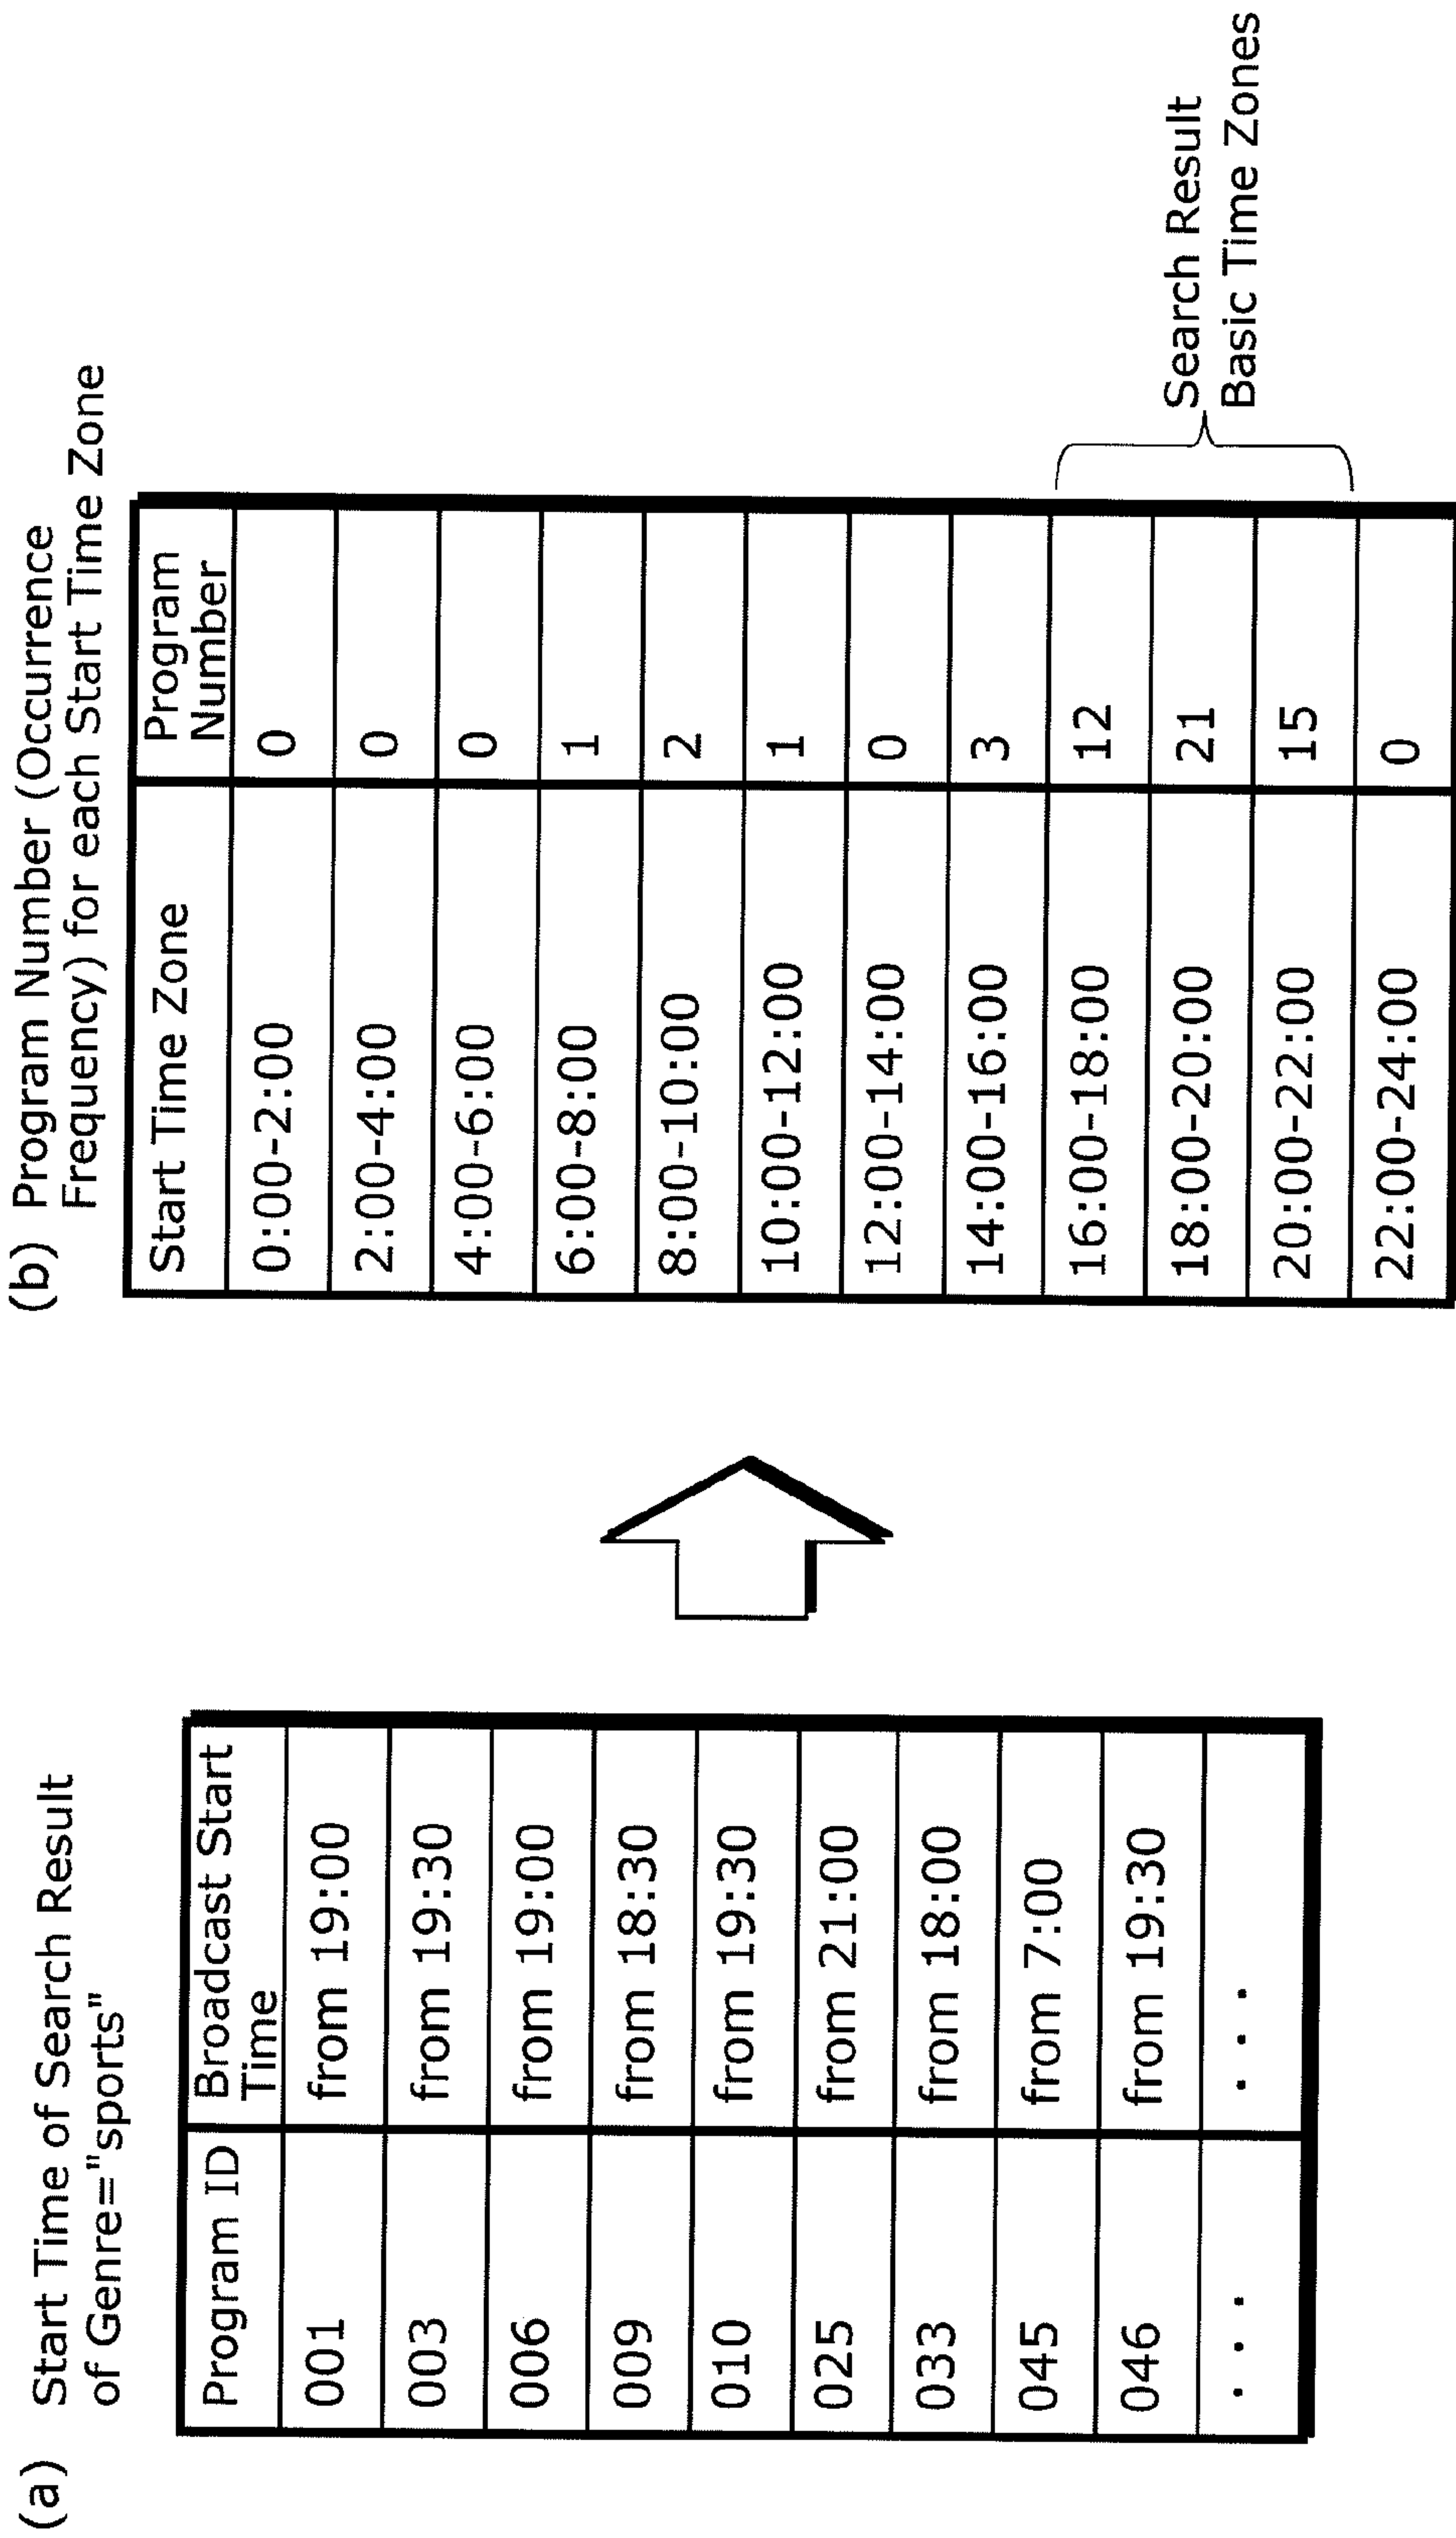 (a) Start Time of Search Result
of Genre="sports"
Program ID Broadcast Start
Time
001 from 19:00
003 from 19:30
006 from 19:00
009 from 18:30
010 from 19:30
025 from 21:00
033 from 18:00
045 from 7:00
046 from 19:30
. . . . . .
(b) Program Number (Occurrence
Frequency) for each Start Time Zone
Start Time Zone Program
Number
0:00-2:00 0
2:00-4:00 0
4:00-6:00 0
6:00-8:00 1
8:00-10:00 2
10:00-12:00 1
12:00-14:00 0
14:00-16:00 3
16:00-18:00 12
18:00-20:00 21
20:00-22:00 15
22:00-24:00 0
Search Result
Basic Time Zones